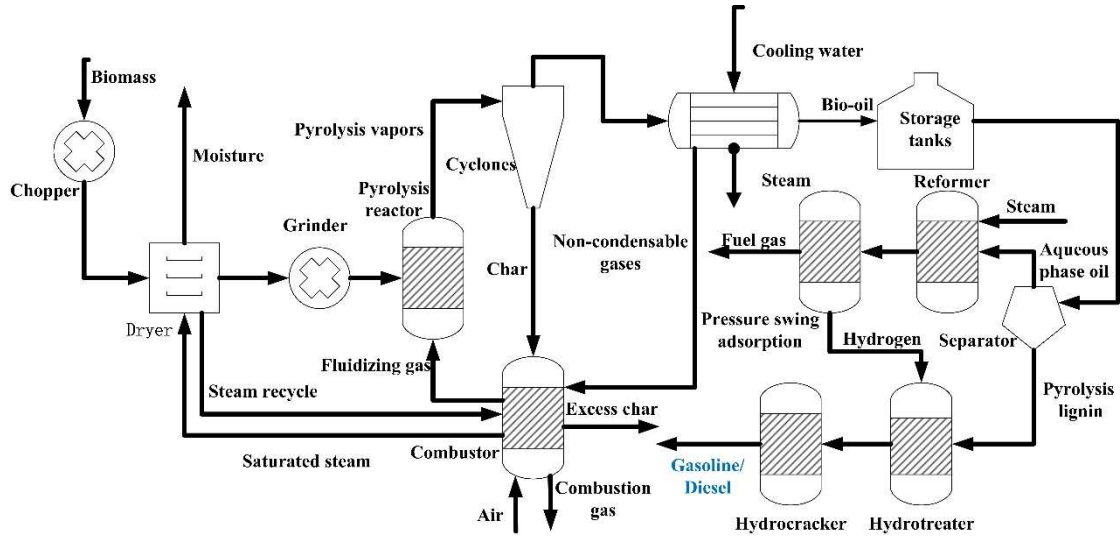 Biomass
Chopper
Moisture
Dryer
Grinder
Pyrolysis vapors
Pyrolysis
reactor
Cyclones
Char
Fluidizing gas
Steam recycle
Saturated steam
Combustor
Air
Combustion
gas
Excess char
Non-condensable
gases
Cooling water
Steam
Bio-oil
Storage
tanks
Reformer
Steam
Aqueous
phase oil
Separator
Fuel gas
Pressure swing
adsorption
Hydrogen
Pyrolysis
lignin
Gasoline/
Diesel
Hydrocracker
Hydrotreater